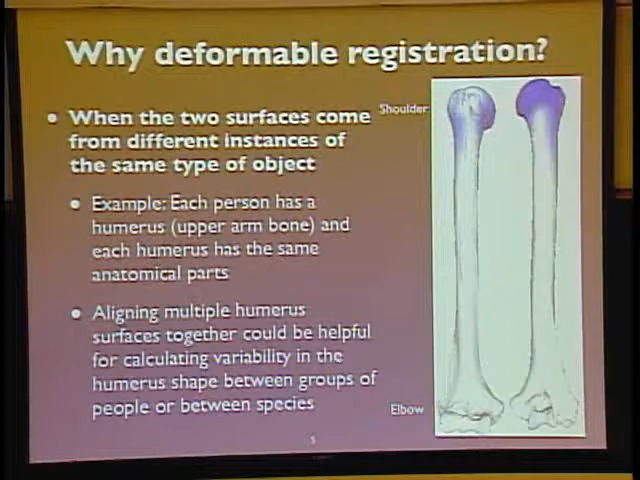 Why deformable registration?
• When the two surfaces come
from different instances of
the same type of object
• Example: Each person has a
humerus (upper arm bone) and
each humerus has the same
anatomical parts
• Aligning multiple humerus
surfaces together could be helpful
for calculating variability in the
humerus shape between groups of
people or between species
Shoulder
Elbow
5